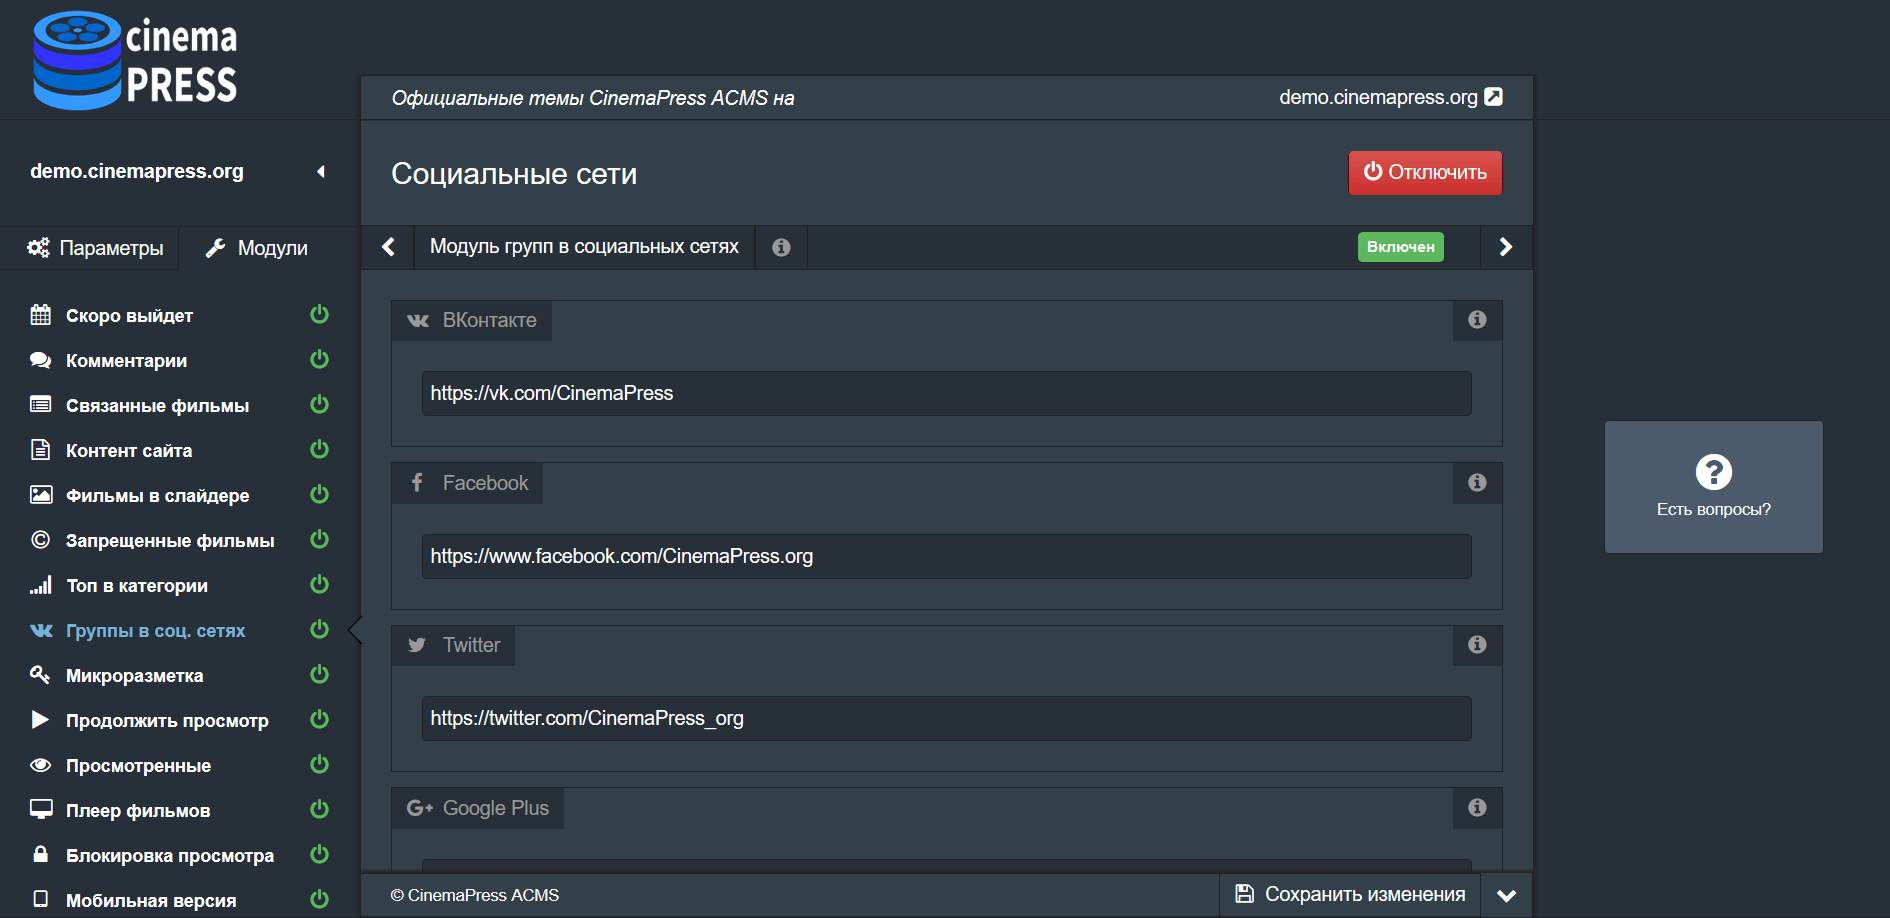 cinema
PRESS
Официальные темы CinemaPress ACMS на
demo.cinemapress.org
demo.cinemapress.org
Социальные сети
Отключить
Параметры
Модули
Модуль групп в социальных сетях
Включен
Скоро выйдет
Комментарии
Связанные фильмы
Контент сайта
Фильмы в слайдере
Запрещенные фильмы
Топ в категории
Группы в соц. сетях
Микроразметка
Продолжить просмотр
Просмотренные
Плеер фильмов
Блокировка просмотра
Мобильная версия
ВКонтакте
https://vk.com/CinemaPress
Facebook
https://www.facebook.com/CinemaPress.org
Twitter
https://twitter.com/CinemaPress_org
Google Plus
Есть вопросы?
© CinemaPress ACMS
Сохранить изменения